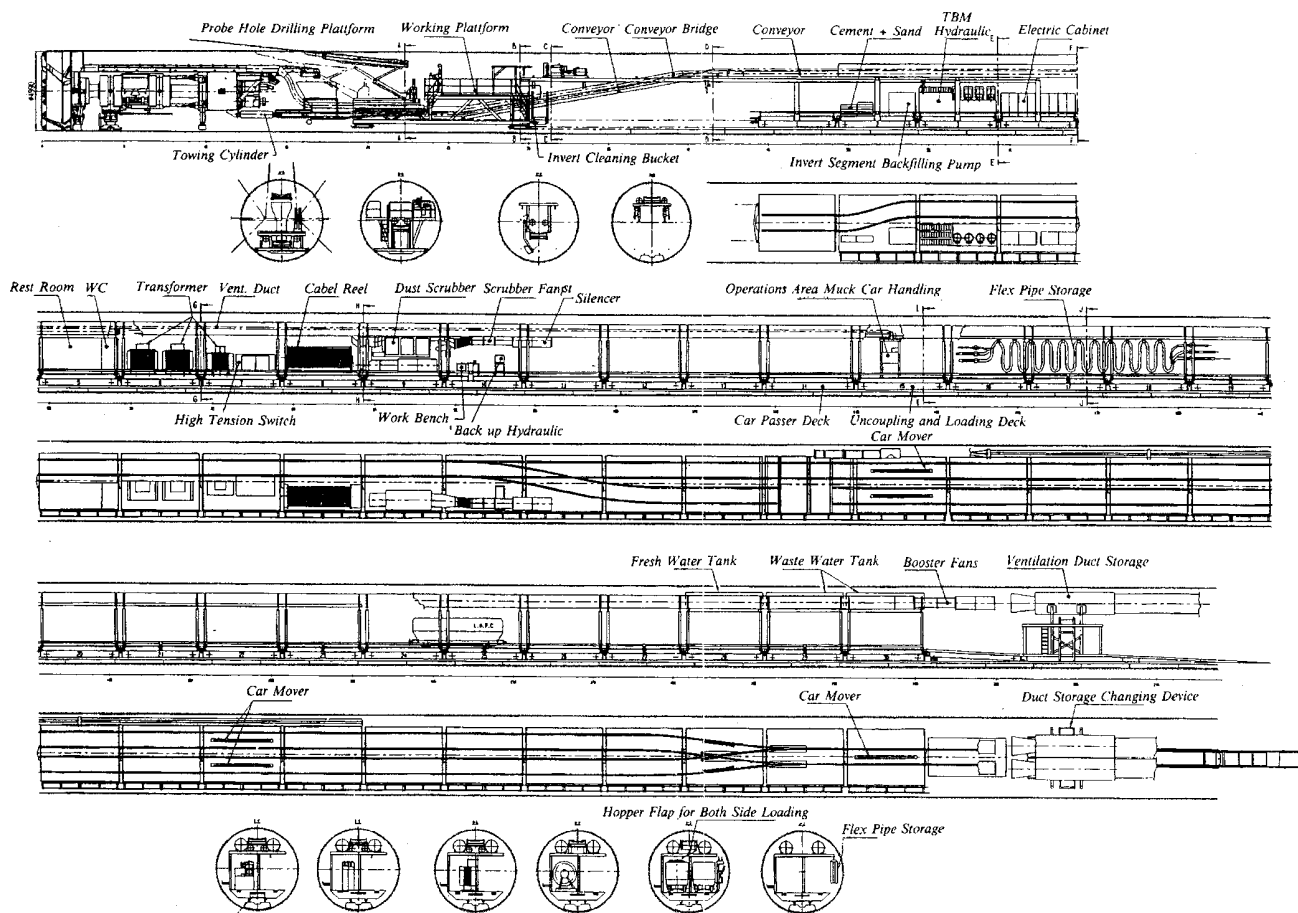 Probe Hole Drilling Plattform
Working Plattform
Conveyor
Conveyor Bridge
Conveyor
Cement + Sand
TBM
Hydraulic
Electric Cabinet
Towing Cylinder
Invert Cleaning Bucket
Invert Segment Backfilling Pump
Rest Room
WC
Transformer
Vent. Duct
Cabel Reel
Dust Scrubber
Scrubber Fan
Silencer
Operations Area Muck Car Handling
Flex Pipe Storage
High Tension Switch
Work Bench
Back up Hydraulic
Car Passer Deck
Uncoupling and Loading Deck
Car Mover
Fresh Water Tank
Waste Water Tank
Booster Fans
Ventilation Duct Storage
Car Mover
Car Mover
Duct Storage Changing Device
Hopper Flap for Both Side Loading
Flex Pipe Storage